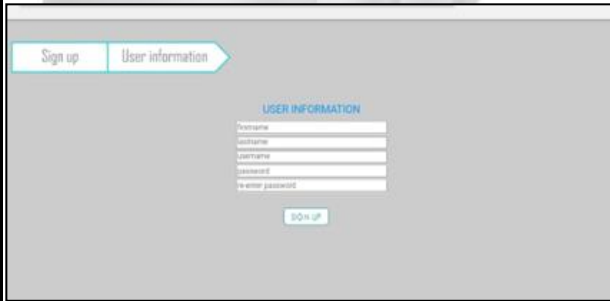 Sign up
User information
USER INFORMATION
firstname
lastname
username
password
re-enter password
SIGN UP